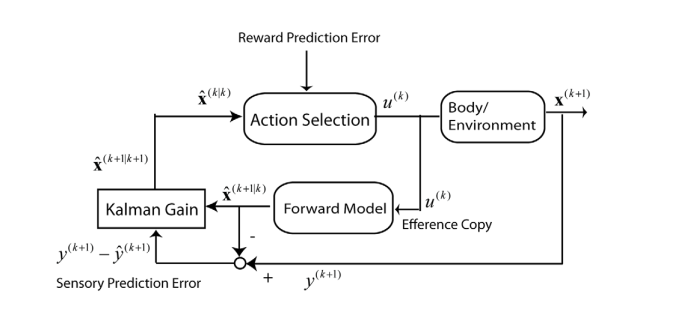 Reward Prediction Error
x̂^(k|k)
u^(k)
x^(k+1)
Action Selection
Body/
Environment
x̂^(k+1|k+1)
x̂^(k+1|k)
u^(k)
Kalman Gain
Forward Model
Efference Copy
-
y^(k+1) − ŷ^(k+1)
Sensory Prediction Error
+
y^(k+1)